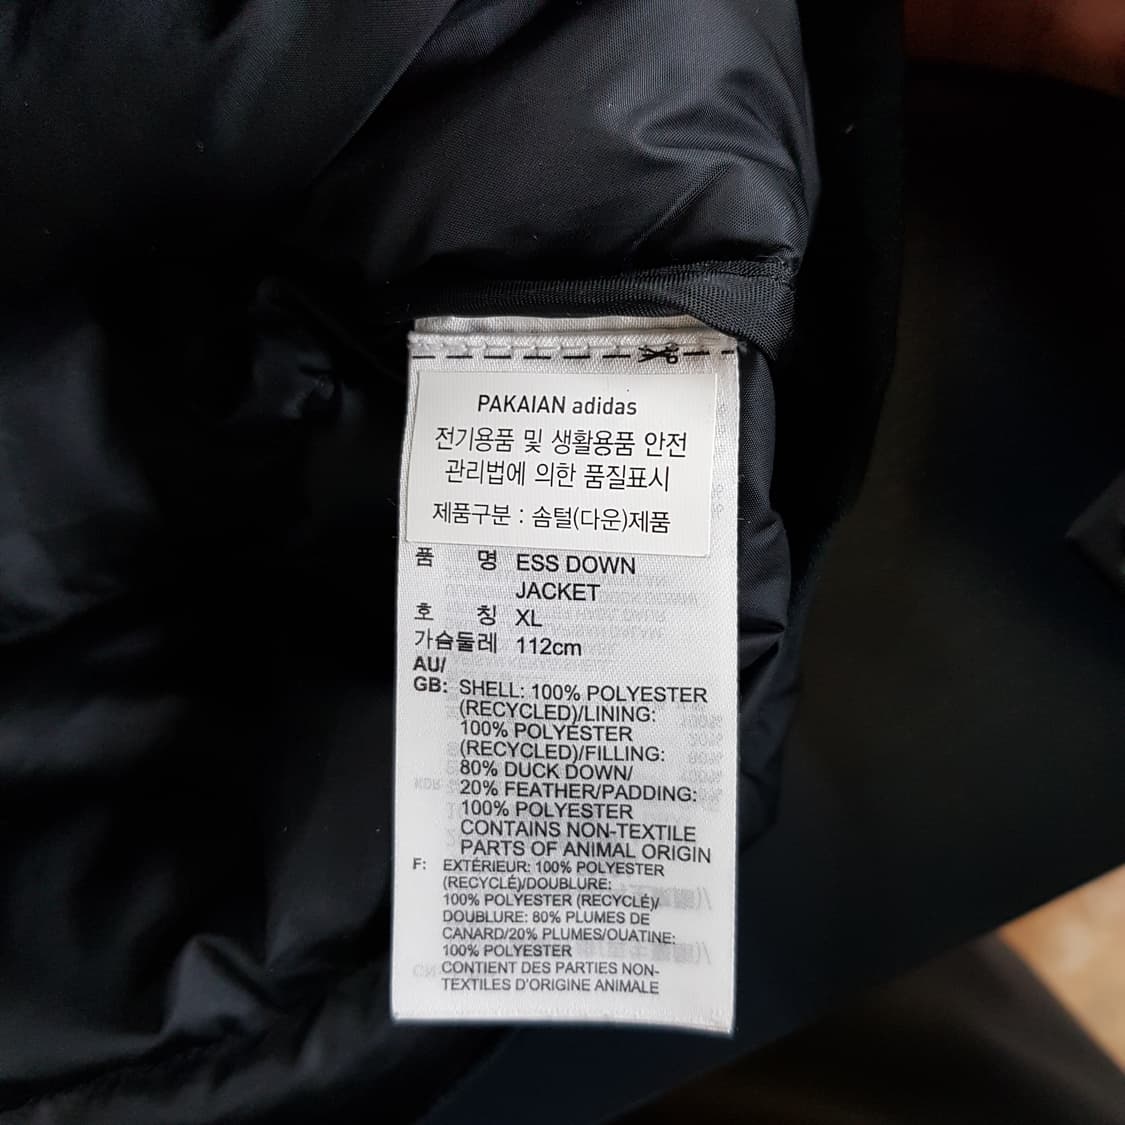 PAKAIAN adidas
전기용품 및 생활용품 안전
관리법에 의한 품질표시
제품구분 : 솜털(다운)제품
품 명 ESS DOWN
JACKET
호 칭 XL
가슴둘레 112cm
AU/
GB: SHELL: 100% POLYESTER
(RECYCLED)/LINING:
100% POLYESTER
(RECYCLED)/FILLING:
80% DUCK DOWN/
20% FEATHER/PADDING:
100% POLYESTER
CONTAINS NON-TEXTILE
PARTS OF ANIMAL ORIGIN
F: EXTÉRIEUR: 100% POLYESTER
(RECYCLÉ)/DOUBLURE:
100% POLYESTER (RECYCLÉ)/
DOUBLURE: 80% PLUMES DE
CANARD/20% PLUMES/OUATINE:
100% POLYESTER
CONTIENT DES PARTIES NON-
TEXTILES D'ORIGINE ANIMALE